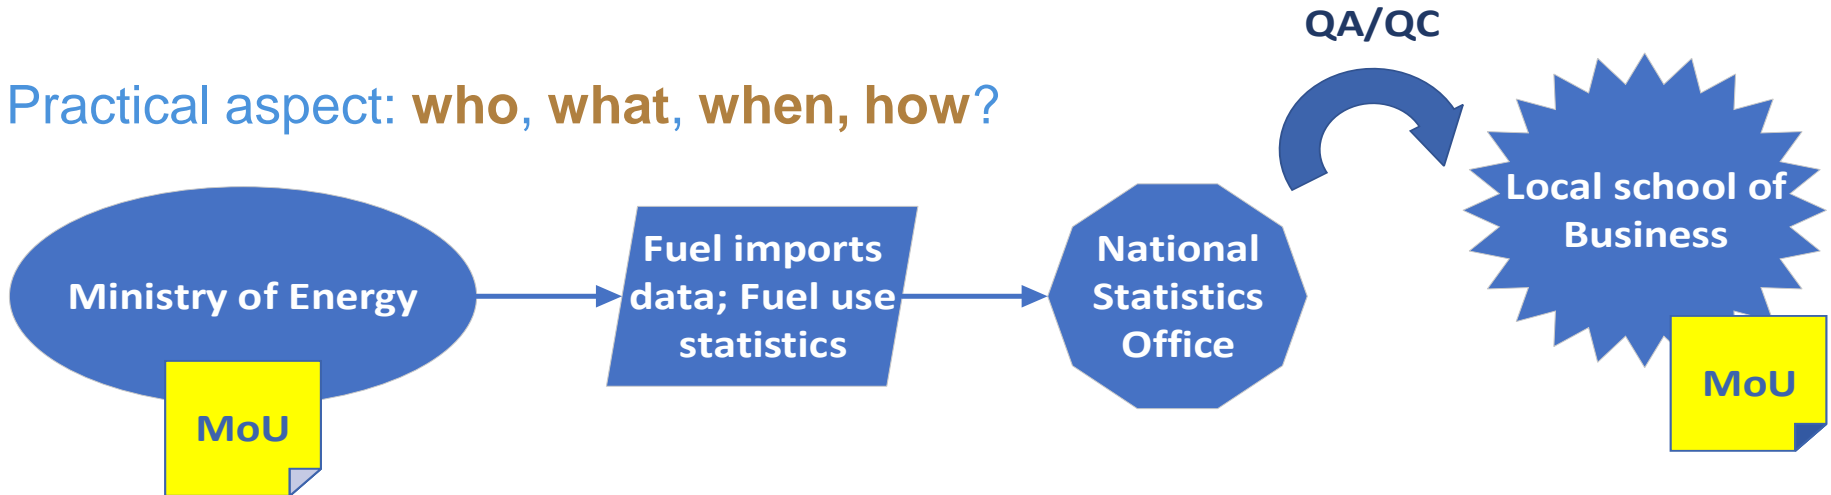 QA/QC
Practical aspect: who, what, when, how?
Ministry of Energy
MoU
Fuel imports
data; Fuel use
statistics
National
Statistics
Office
Local school of
Business
MoU